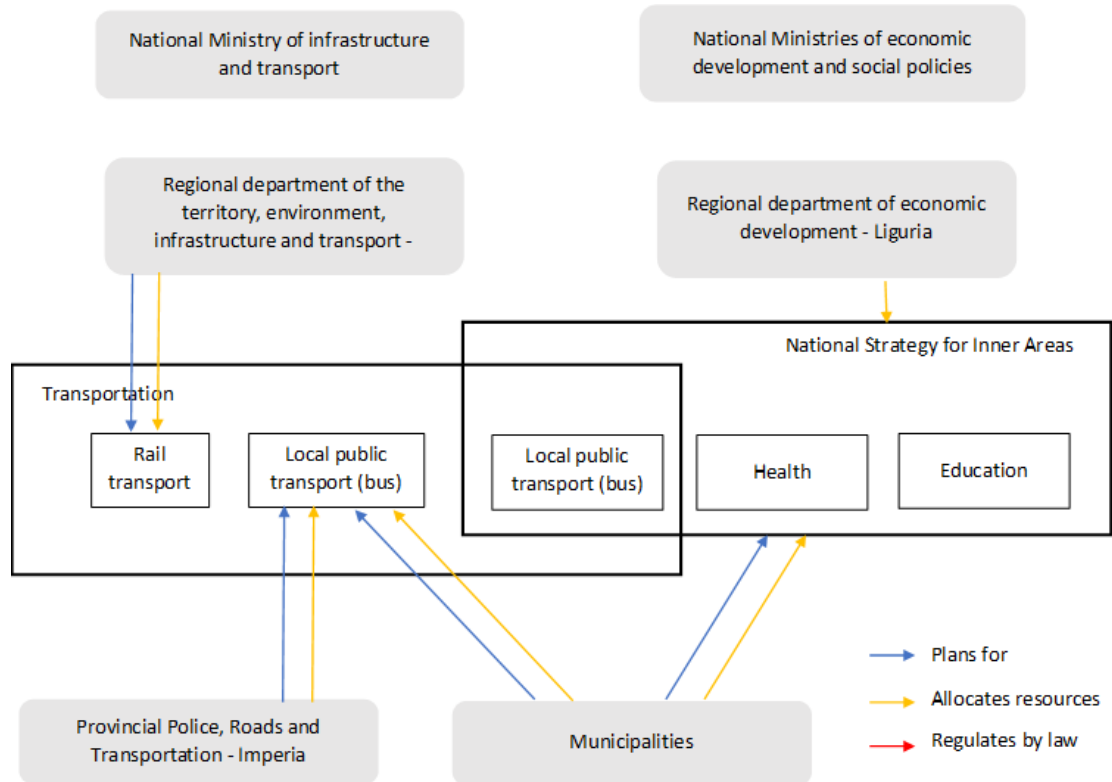 National Ministry of infrastructure
and transport
National Ministries of economic
development and social policies
Regional department of the
territory, environment,
infrastructure and transport -
Regional department of economic
development - Liguria
National Strategy for Inner Areas
Transportation
Rail
transport
Local public
transport (bus)
Local public
transport (bus)
Health
Education
Plans for
Allocates resources
Regulates by law
Provincial Police, Roads and
Transportation - Imperia
Municipalities